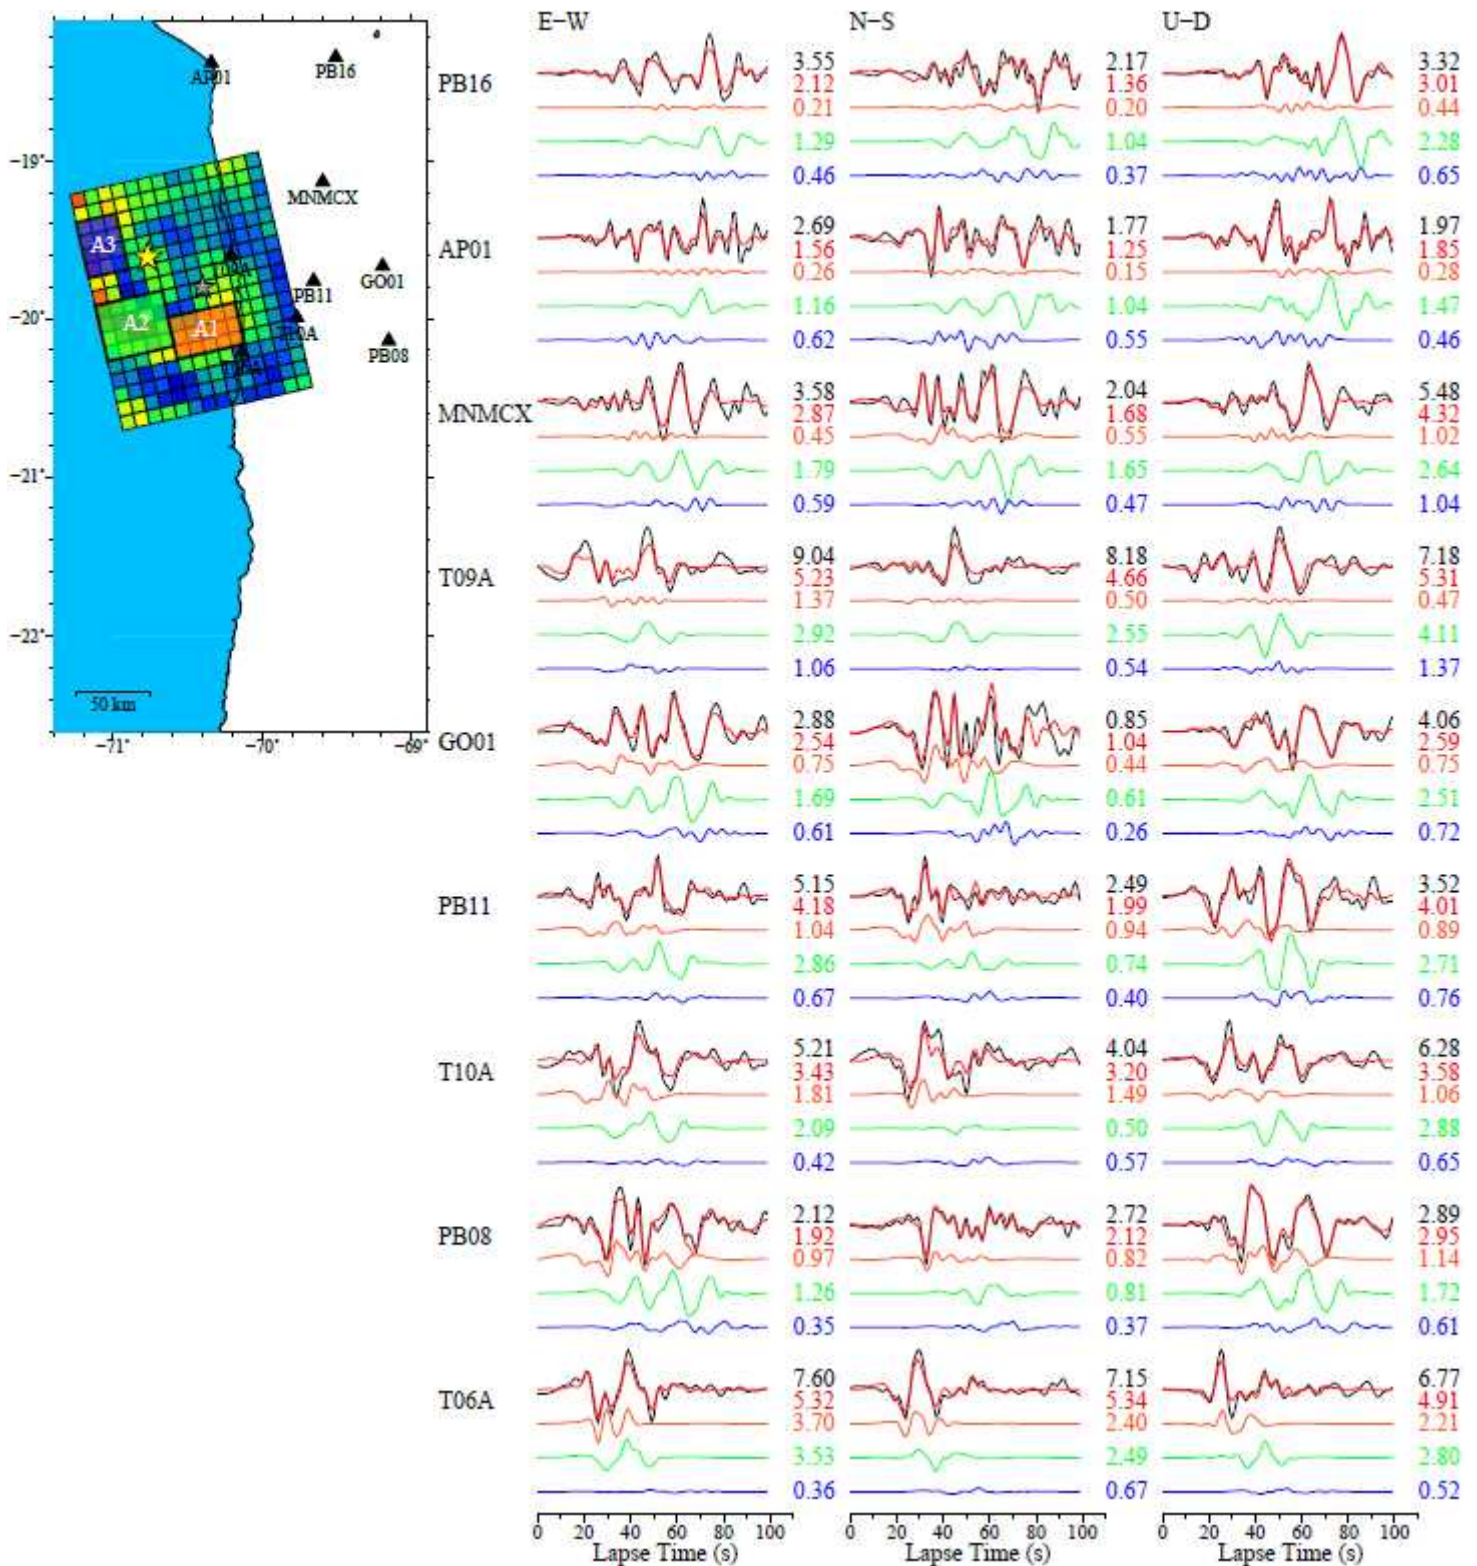 E−W N−S U−D
AP01
PB16
−19°
MNMCX
A3
GO01
PB11
−20°
A2
A1
PB08
−21°
−22°
50 km
−71° −70° −69°
PB16
3.55 2.17 3.32
2.12 1.36 3.01
0.21 0.20 0.44
1.29 1.04 2.28
0.46 0.37 0.65
AP01
2.69 1.77 1.97
1.56 1.25 1.85
0.26 0.15 0.28
1.16 1.04 1.47
0.62 0.55 0.46
MNMCX
3.58 2.04 5.48
2.87 1.68 4.32
0.45 0.55 1.02
1.79 1.65 2.64
0.59 0.47 1.04
T09A
9.04 8.18 7.18
5.23 4.66 5.31
1.37 0.50 0.47
2.92 2.55 4.11
1.06 0.54 1.37
GO01
2.88 0.85 4.06
2.54 1.04 2.59
0.75 0.44 0.75
1.69 0.61 2.51
0.61 0.26 0.72
PB11
5.15 2.49 3.52
4.18 1.99 4.01
1.04 0.94 0.89
2.86 0.74 2.71
0.67 0.40 0.76
T10A
5.21 4.04 6.28
3.43 3.20 3.58
1.81 1.49 1.06
2.09 0.50 2.88
0.42 0.57 0.65
PB08
2.12 2.72 2.89
1.92 2.12 2.95
0.97 0.82 1.14
1.26 0.81 1.72
0.35 0.37 0.61
T06A
7.60 7.15 6.77
5.32 5.34 4.91
3.70 2.40 2.21
3.53 2.49 2.80
0.36 0.67 0.52
0 20 40 60 80 100 0 20 40 60 80 100 0 20 40 60 80 100
Lapse Time (s) Lapse Time (s) Lapse Time (s)